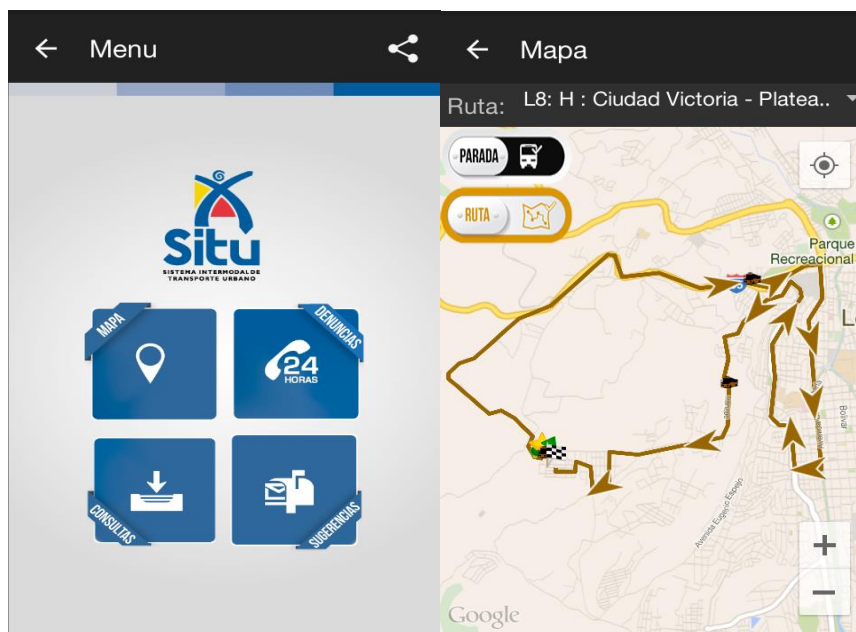 Menu
Situ
SISTEMA INTERMODAL DE
TRANSPORTE URBANO
MAPA
DENUNCIAS
24
HORAS
CONSULTAS
SUGERENCIAS
Mapa
Ruta: L8: H : Ciudad Victoria - Platea..
PARADA
RUTA
Parque
Recreacional
L
Bolívar
Avenida Eugenio Espejo
Google